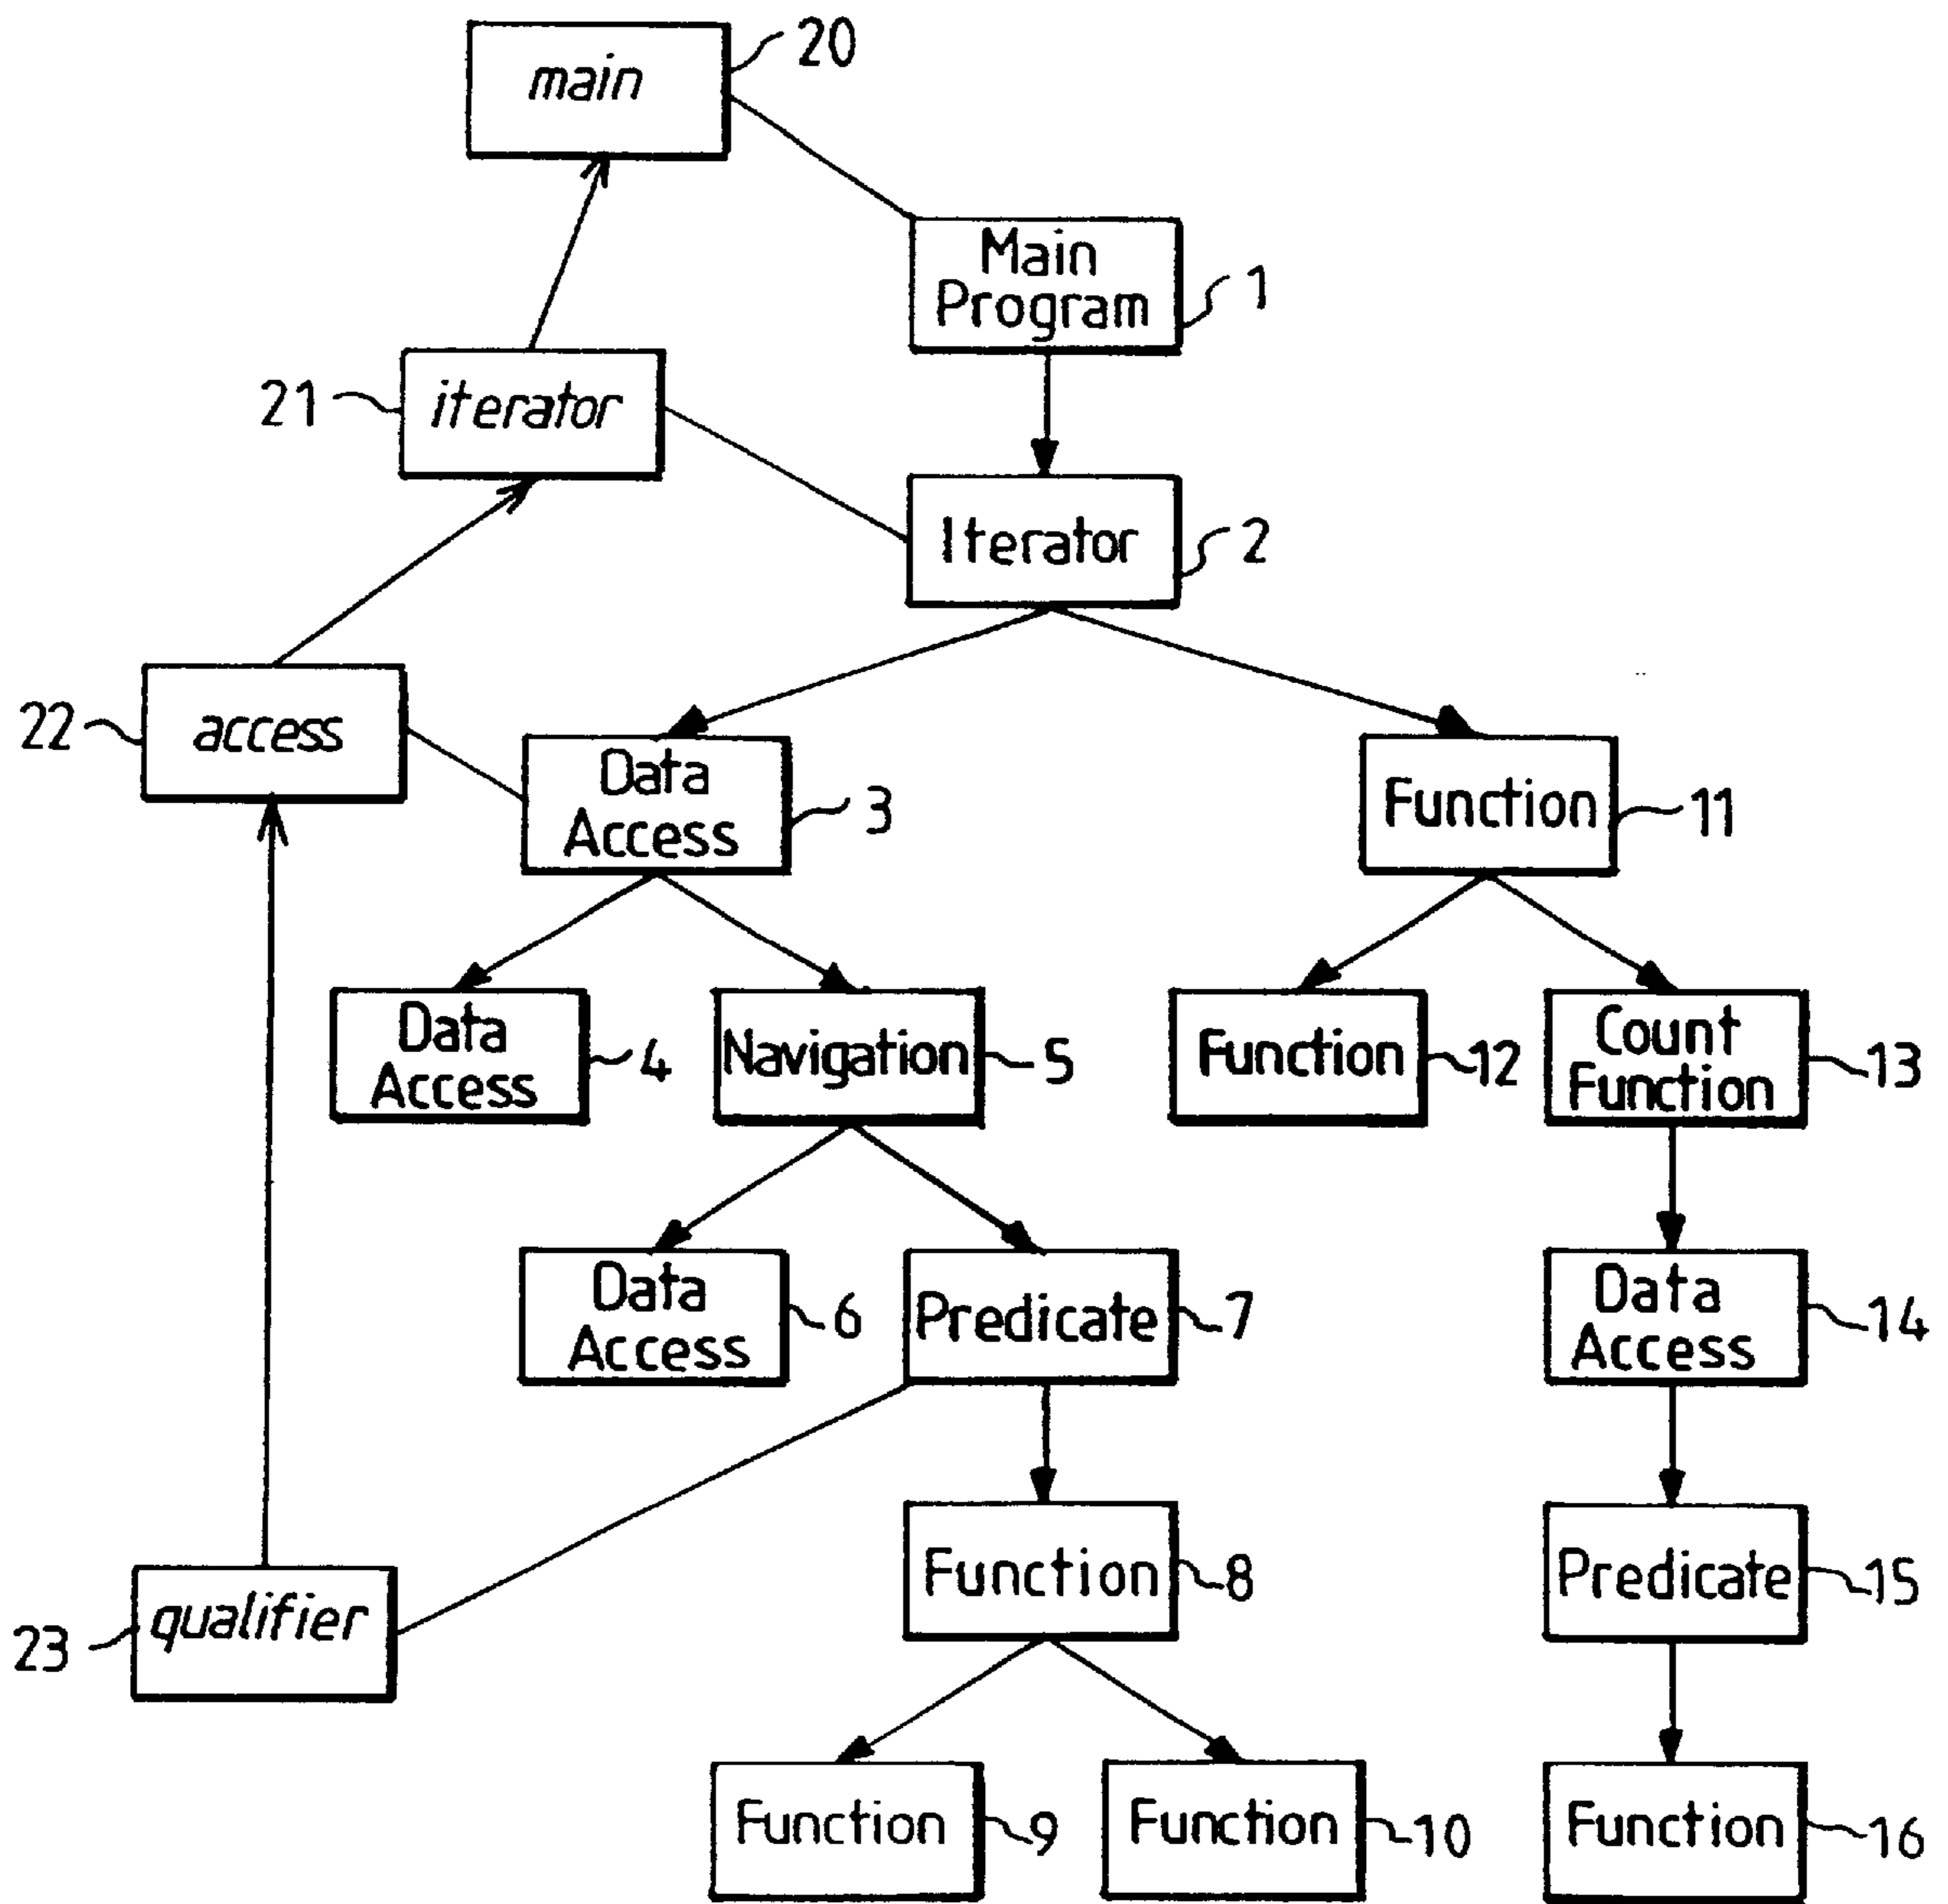 main
20
Main
Program
1
21
iterator
Iterator
2
22
access
Data
Access
3
Function
11
Data
Access
4
Navigation
5
Function
12
Count
Function
13
Data
Access
6
Predicate
7
Data
Access
14
23
qualifier
Function
8
Predicate
15
Function
9
Function
10
Function
16